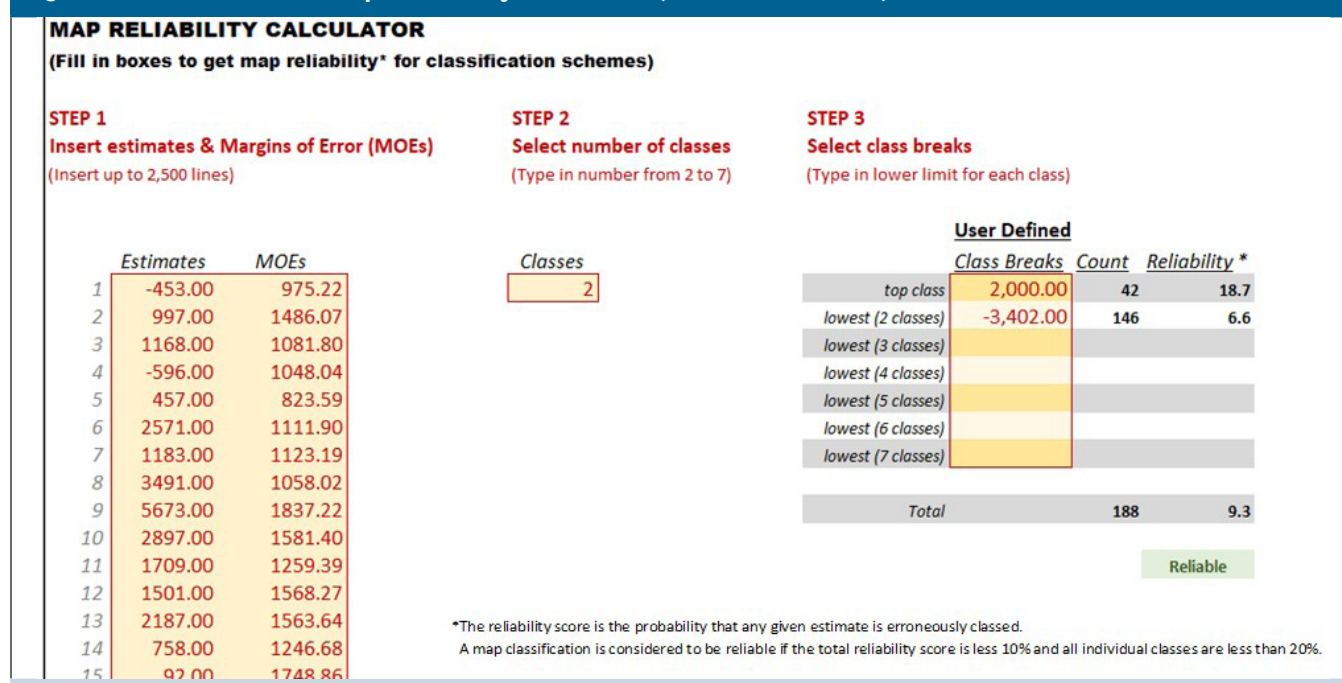 MAP RELIABILITY CALCULATOR
(Fill in boxes to get map reliability* for classification schemes)
STEP 1
Insert estimates & Margins of Error (MOEs)
(Insert up to 2,500 lines)
STEP 2
Select number of classes
(Type in number from 2 to 7)
STEP 3
Select class breaks
(Type in lower limit for each class)
Estimates MOEs
1 -453.00 975.22
2 997.00 1486.07
3 1168.00 1081.80
4 -596.00 1048.04
5 457.00 823.59
6 2571.00 1111.90
7 1183.00 1123.19
8 3491.00 1058.02
9 5673.00 1837.22
10 2897.00 1581.40
11 1709.00 1259.39
12 1501.00 1568.27
13 2187.00 1563.64
14 758.00 1246.68
15 92.00 1748.86
Classes
2
User Defined
Class Breaks Count Reliability *
top class 2,000.00 42 18.7
lowest (2 classes) -3,402.00 146 6.6
lowest (3 classes)
lowest (4 classes)
lowest (5 classes)
lowest (6 classes)
lowest (7 classes)
Total 188 9.3
Reliable
*The reliability score is the probability that any given estimate is erroneously classed.
A map classification is considered to be reliable if the total reliability score is less 10% and all individual classes are less than 20%.